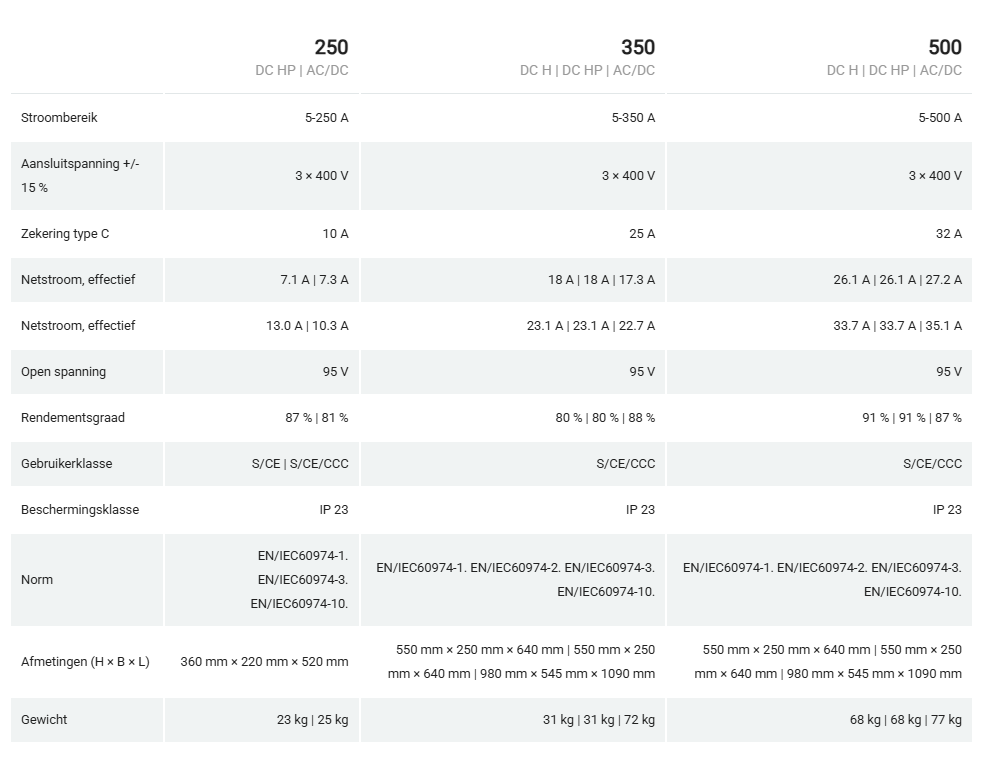 250 350 500
DC HP | AC/DC DC H | DC HP | AC/DC DC H | DC HP | AC/DC
Stroombereik 5-250 A 5-350 A 5-500 A
Aansluitspanning +/-
15 % 3 × 400 V 3 × 400 V 3 × 400 V
Zekering type C 10 A 25 A 32 A
Netstroom, effectief 7.1 A | 7.3 A 18 A | 18 A | 17.3 A 26.1 A | 26.1 A | 27.2 A
Netstroom, effectief 13.0 A | 10.3 A 23.1 A | 23.1 A | 22.7 A 33.7 A | 33.7 A | 35.1 A
Open spanning 95 V 95 V 95 V
Rendementsgraad 87 % | 81 % 80 % | 80 % | 88 % 91 % | 91 % | 87 %
Gebruikerklasse S/CE | S/CE/CCC S/CE/CCC S/CE/CCC
Beschermingsklasse IP 23 IP 23 IP 23
Norm
EN/IEC60974-1.
EN/IEC60974-3.
EN/IEC60974-10.
EN/IEC60974-1. EN/IEC60974-2. EN/IEC60974-3.
EN/IEC60974-10.
EN/IEC60974-1. EN/IEC60974-2. EN/IEC60974-3.
EN/IEC60974-10.
Afmetingen (H × B × L) 360 mm × 220 mm × 520 mm
550 mm × 250 mm × 640 mm | 550 mm × 250
mm × 640 mm | 980 mm × 545 mm × 1090 mm
550 mm × 250 mm × 640 mm | 550 mm × 250
mm × 640 mm | 980 mm × 545 mm × 1090 mm
Gewicht 23 kg | 25 kg 31 kg | 31 kg | 72 kg 68 kg | 68 kg | 77 kg